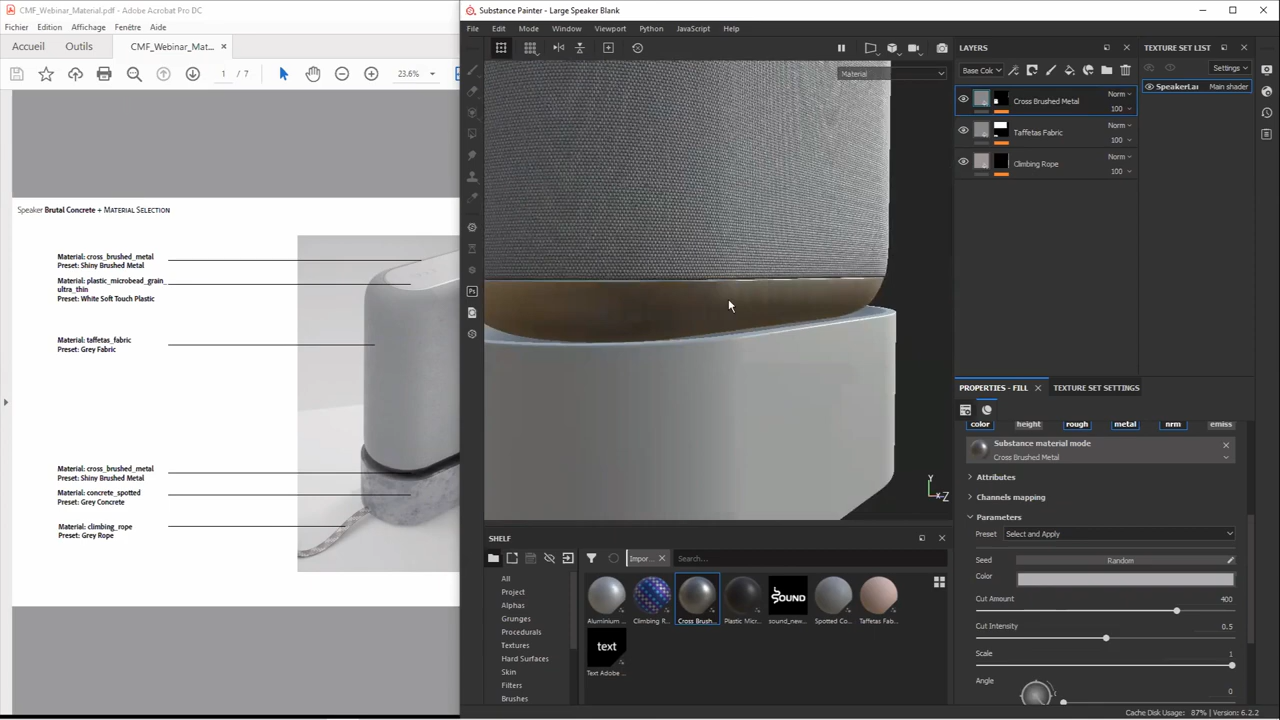 CMF_Webinar_Material.pdf - Adobe Acrobat Pro DC
Fichier Edition Affichage Fenêtre Aide
Accueil Outils CMF_Webinar_Mat... ×
1 / 7 23.6%
Speaker Brutal Concrete + MATERIAL SELECTION
Material: cross_brushed_metal
Preset: Shiny Brushed Metal
Material: plastic_microbead_grain_
ultra_thin
Preset: White Soft Touch Plastic
Material: taffetas_fabric
Preset: Grey Fabric
Material: cross_brushed_metal
Preset: Shiny Brushed Metal
Material: concrete_spotted
Preset: Grey Concrete
Material: climbing_rope
Preset: Grey Rope
Substance Painter - Large Speaker Blank
File Edit Mode Window Viewport Python JavaScript Help
Material
Y
Z
SHELF
Impor... Search...
All
Project
Alphas
Grunges
Procedurals
Textures
Hard Surfaces
Skin
Filters
Brushes
Aluminium ... Climbing R... Cross Brush... Plastic Micr... sound_new... Spotted Co... Taffetas Fab...
SOUND
text
Text Adobe ...
LAYERS
Base Colo
Cross Brushed Metal Norm 100
Taffetas Fabric Norm 100
Climbing Rope Norm 100
TEXTURE SET LIST
Settings
SpeakerLar Main shader
PROPERTIES - FILL TEXTURE SET SETTINGS
color height rough metal nrm emiss
Substance material mode
Cross Brushed Metal
Attributes
Channels mapping
Parameters
Preset Select and Apply
Seed Random
Color
Cut Amount 400
Cut Intensity 0.5
Scale 1
Angle 0
Cache Disk Usage: 87% | Version: 6.2.2